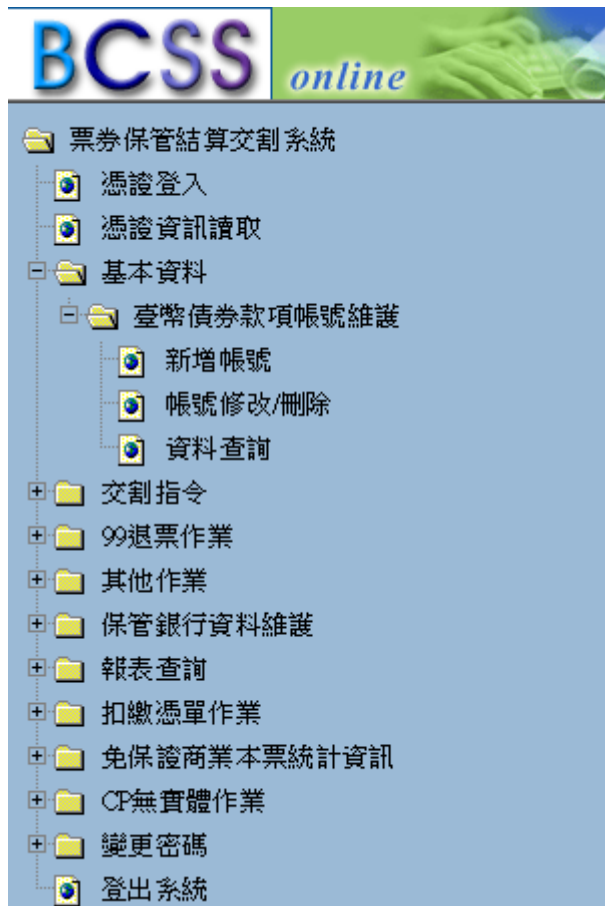 BCSS online
票券保管結算交割系統
憑證登入
憑證資訊讀取
基本資料
臺幣債券款項帳號維護
新增帳號
帳號修改/刪除
資料查詢
交割指令
99退票作業
其他作業
保管銀行資料維護
報表查詢
扣繳憑單作業
免保證商業本票統計資訊
CP無實體作業
變更密碼
登出系統